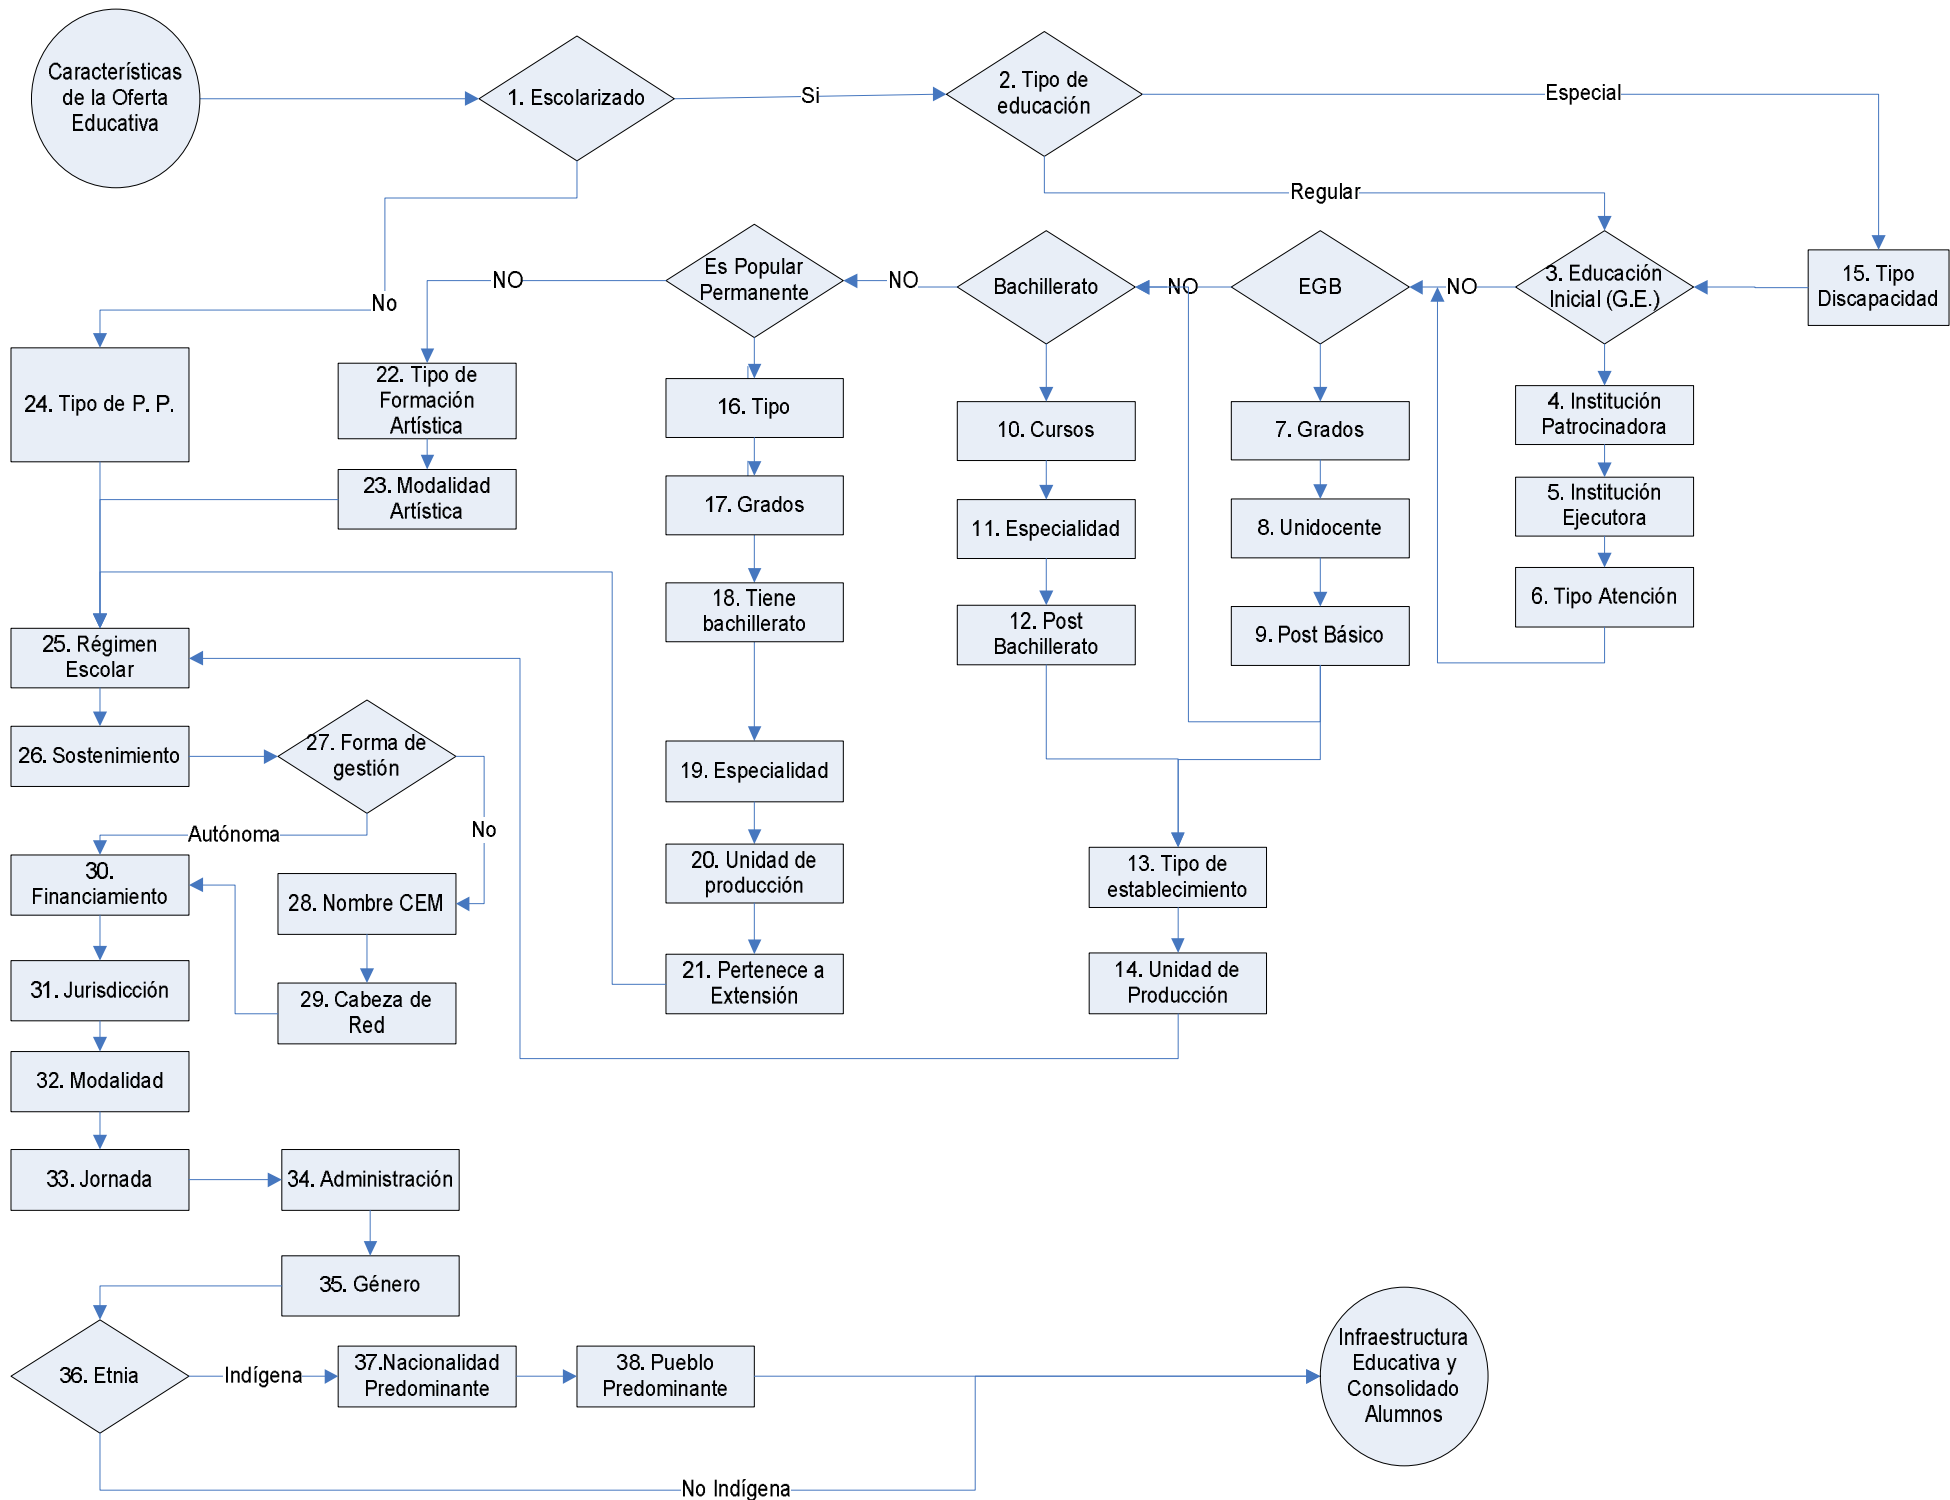 Características
de la Oferta
Educativa
1. Escolarizado
Si
2. Tipo de
educación
Especial
Regular
No
NO
Es Popular
Permanente
NO
Bachillerato
NO
EGB
NO
3. Educación
Inicial (G.E.)
15. Tipo
Discapacidad
24. Tipo de P. P.
22. Tipo de
Formación
Artística
23. Modalidad
Artística
16. Tipo
17. Grados
18. Tiene
bachillerato
19. Especialidad
20. Unidad de
producción
21. Pertenece a
Extensión
10. Cursos
11. Especialidad
12. Post
Bachillerato
7. Grados
8. Unidocente
9. Post Básico
4. Institución
Patrocinadora
5. Institución
Ejecutora
6. Tipo Atención
13. Tipo de
establecimiento
14. Unidad de
Producción
25. Régimen
Escolar
26. Sostenimiento
27. Forma de
gestión
Autónoma
No
28. Nombre CEM
29. Cabeza de
Red
30.
Financiamiento
31. Jurisdicción
32. Modalidad
33. Jornada
34. Administración
35. Género
36. Etnia
Indígena
37.Nacionalidad
Predominante
38. Pueblo
Predominante
No Indígena
Infraestructura
Educativa y
Consolidado
Alumnos